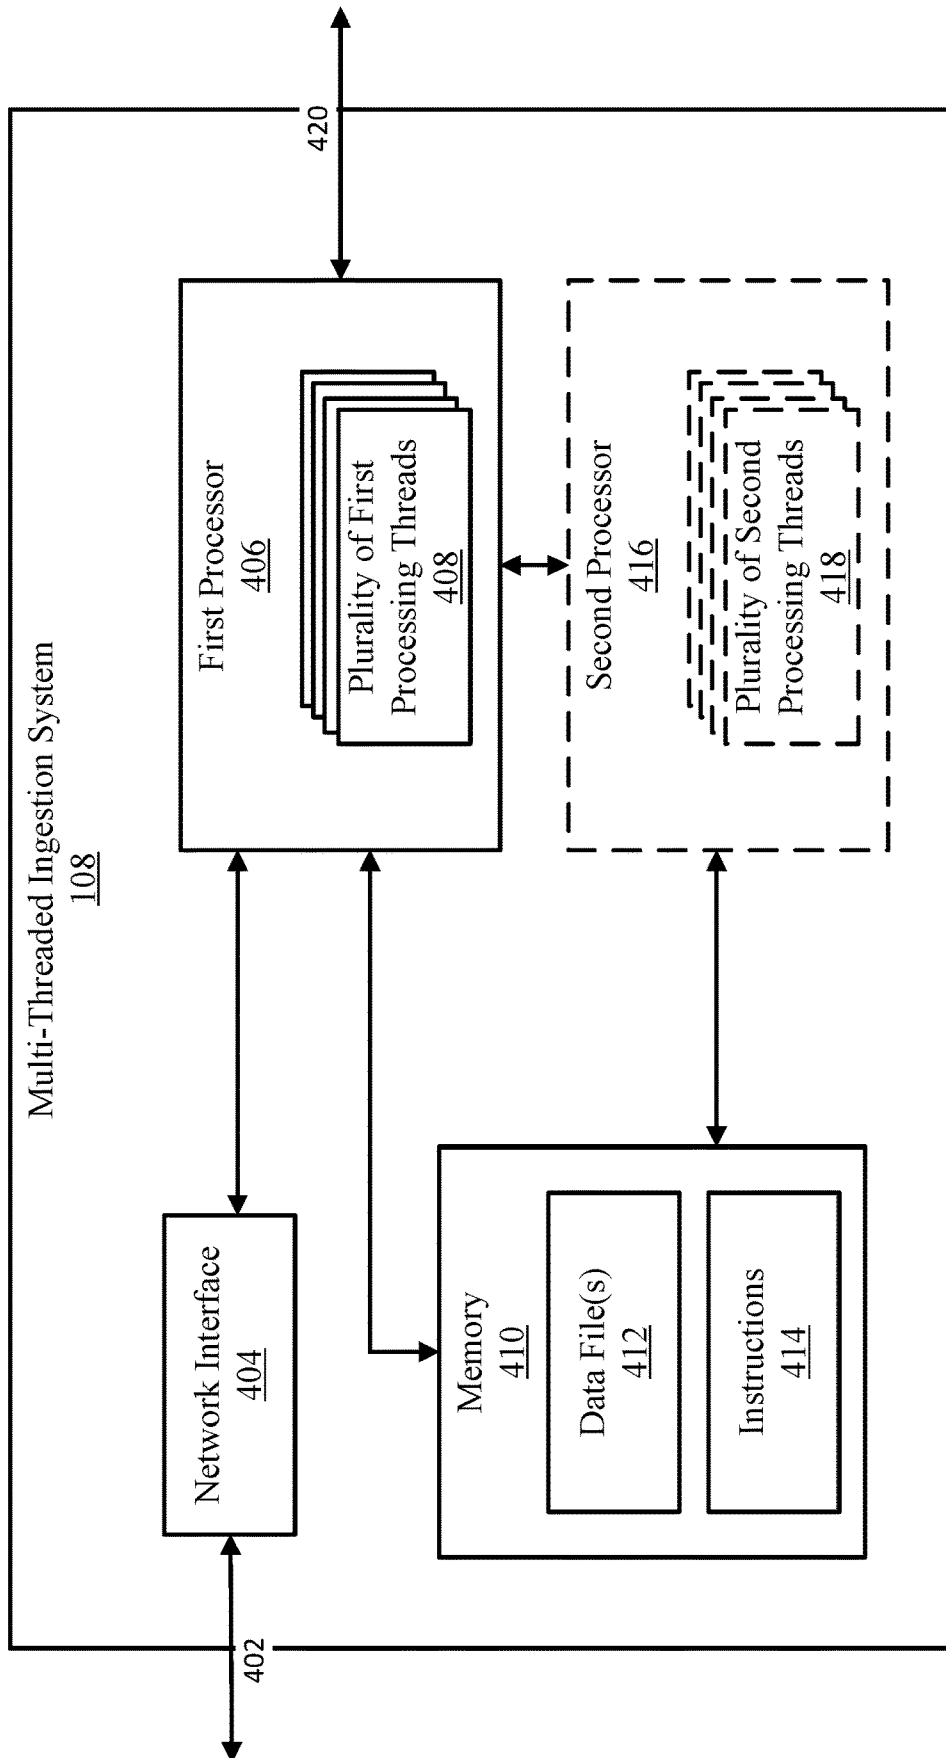 Multi-Threaded Ingestion System
108
402
Network Interface
404
First Processor
406
Plurality of First
Processing Threads
408
420
Memory
410
Data File(s)
412
Instructions
414
Second Processor
416
Plurality of Second
Processing Threads
418